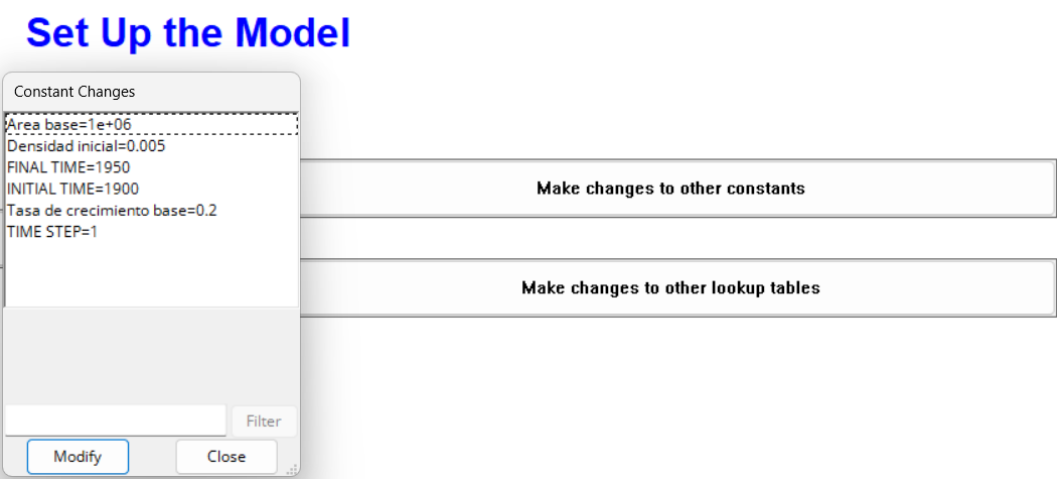 Set Up the Model
Constant Changes
Area base=1e+06
Densidad inicial=0.005
FINAL TIME=1950
INITIAL TIME=1900
Tasa de crecimiento base=0.2
TIME STEP=1
Filter
Modify
Close
Make changes to other constants
Make changes to other lookup tables